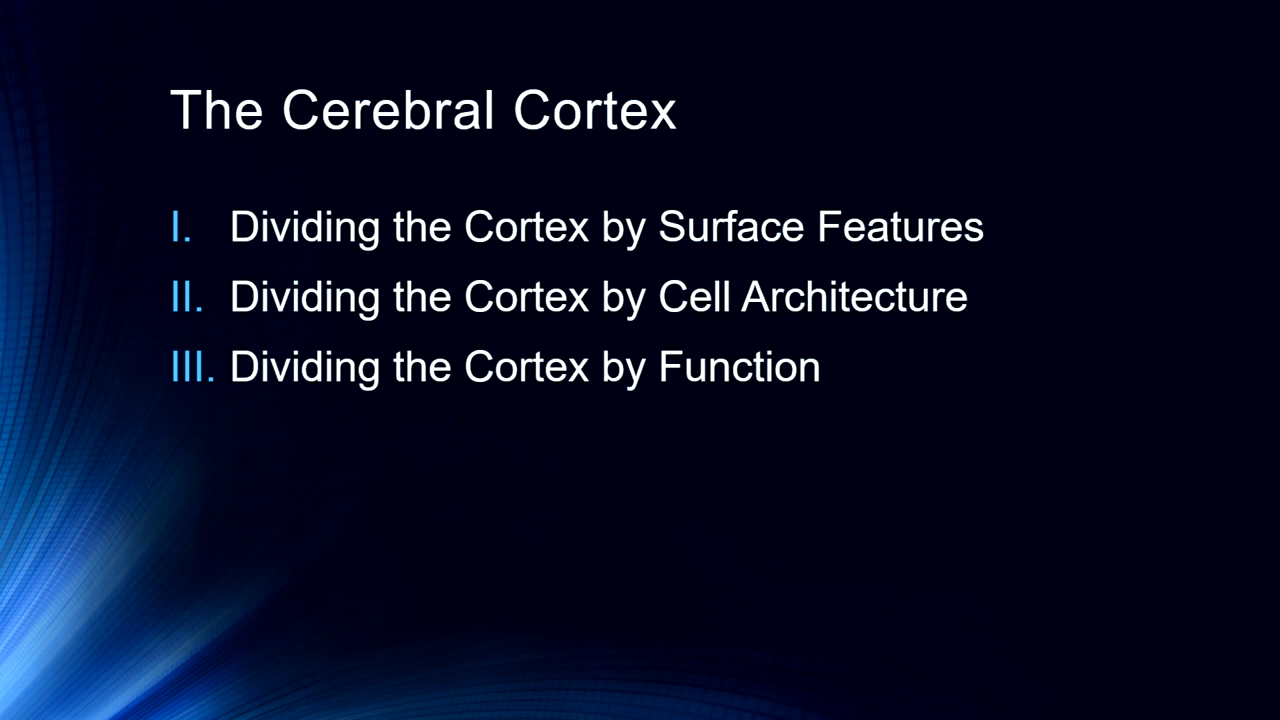 The Cerebral Cortex
I. Dividing the Cortex by Surface Features
II. Dividing the Cortex by Cell Architecture
III. Dividing the Cortex by Function